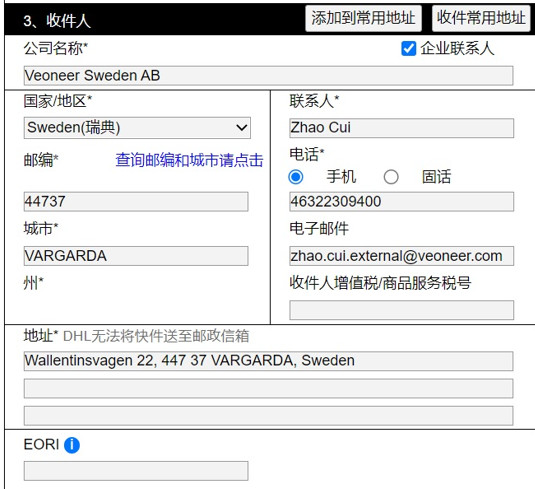 3、收件人
添加到常用地址
收件常用地址
公司名称*
企业联系人
Veoneer Sweden AB
国家/地区*
Sweden(瑞典)
邮编*
查询邮编和城市请点击
44737
城市*
VARGARDA
州*
联系人*
Zhao Cui
电话*
手机
固话
46322309400
电子邮件
zhao.cui.external@veoneer.com
收件人增值税/商品服务税号
地址* DHL无法将快件送至邮政信箱
Wallentinsvagen 22, 447 37 VARGARDA, Sweden
EORI i